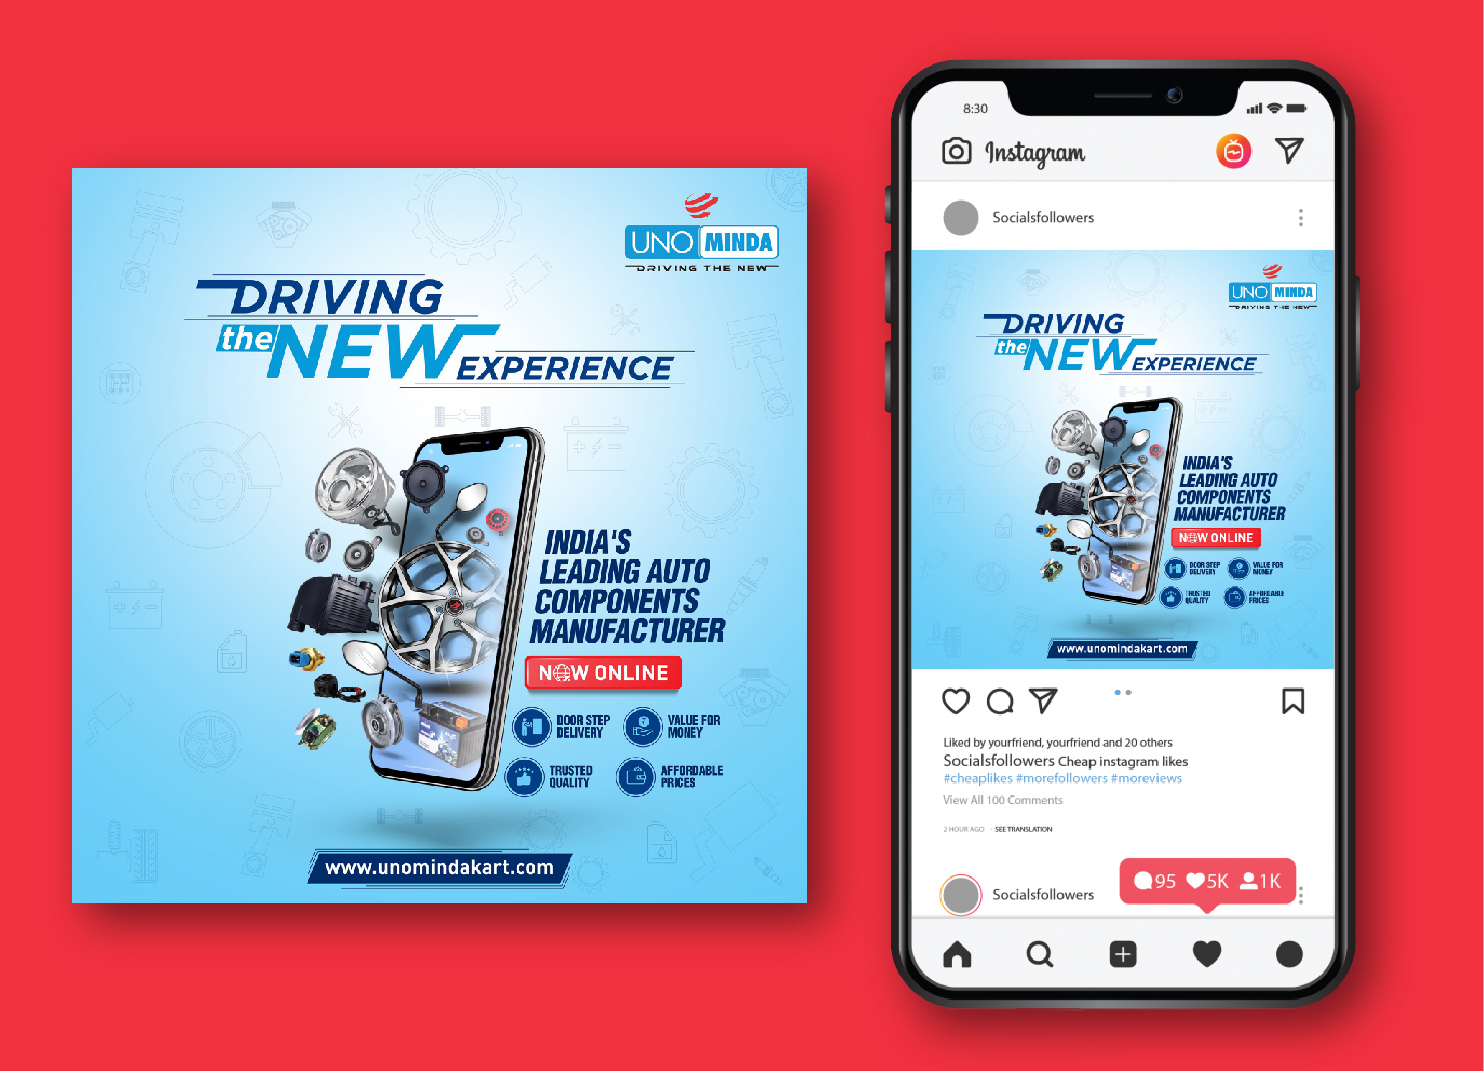 UNO MINDA
DRIVING THE NEW
DRIVING
the NEW EXPERIENCE
INDIA'S
LEADING AUTO
COMPONENTS
MANUFACTURER
NOW ONLINE
DOOR STEP
DELIVERY
VALUE FOR
MONEY
TRUSTED
QUALITY
AFFORDABLE
PRICES
www.unomindakart.com
8:30
Instagram
Socialsfollowers
UNO MINDA
DRIVING THE NEW
DRIVING
the NEW EXPERIENCE
INDIA'S
LEADING AUTO
COMPONENTS
MANUFACTURER
NOW ONLINE
DOOR STEP
DELIVERY
VALUE FOR
MONEY
TRUSTED
QUALITY
AFFORDABLE
PRICES
www.unomindakart.com
Liked by yourfriend, yourfriend and 20 others
Socialsfollowers Cheap instagram likes
#cheaplikes #morefollowers #moreviews
View All 100 Comments
2 HOUR AGO · SEE TRANSLATION
Socialsfollowers
95 5K 1K